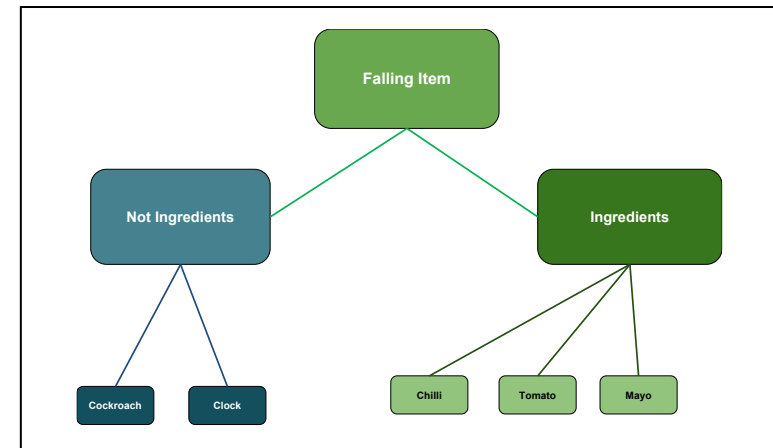 Falling Item
Not Ingredients
Ingredients
Cockroach
Clock
Chilli
Tomato
Mayo